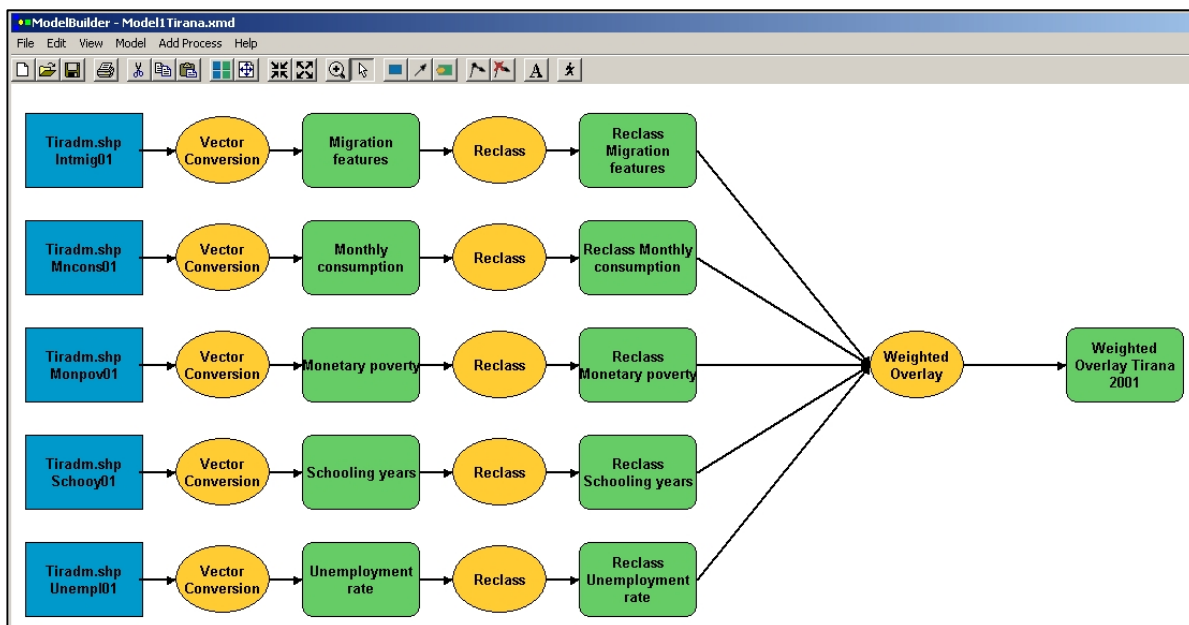 ModelBuilder - Model1Tirana.xmd
File Edit View Model Add Process Help
A
Tiradm.shp
Intmig01
Vector
Conversion
Migration
features
Reclass
Reclass
Migration
features
Tiradm.shp
Mncons01
Vector
Conversion
Monthly
consumption
Reclass
Reclass Monthly
consumption
Tiradm.shp
Monpov01
Vector
Conversion
Monetary poverty
Reclass
Reclass
Monetary poverty
Weighted
Overlay
Weighted
Overlay Tirana
2001
Tiradm.shp
Schooy01
Vector
Conversion
Schooling years
Reclass
Reclass
Schooling years
Tiradm.shp
Unempl01
Vector
Conversion
Unemployment
rate
Reclass
Reclass
Unemployment
rate